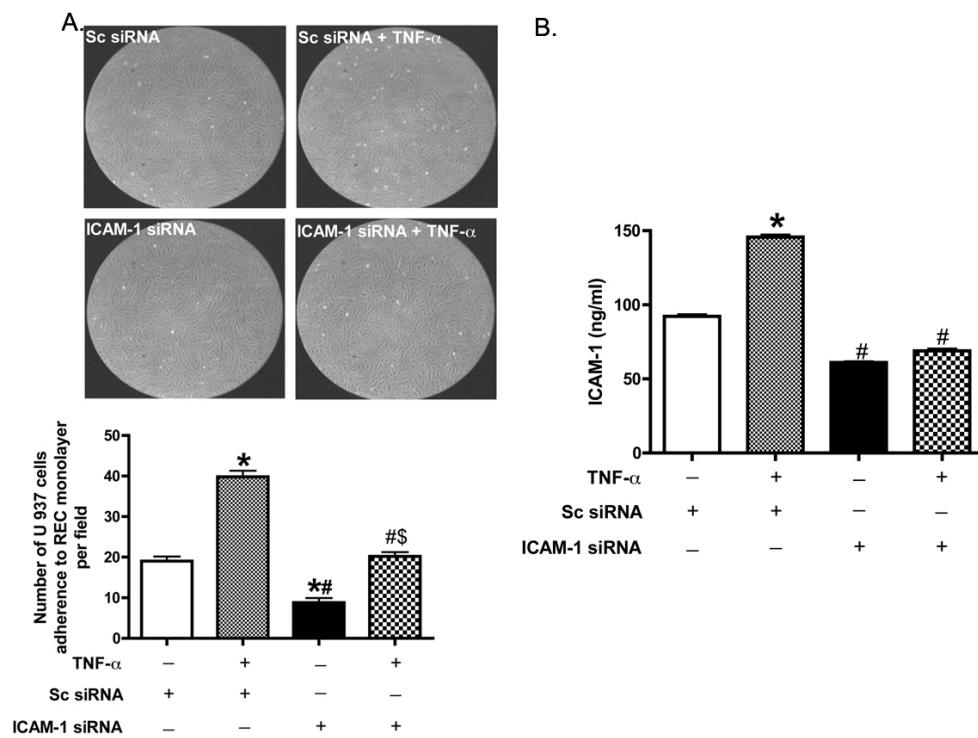 A.
Sc siRNA
Sc siRNA + TNF-α
ICAM-1 siRNA
ICAM-1 siRNA + TNF-α
Number of U 937 cells
adherence to REC monolayer
per field
50
40
30
20
10
0
*
*#
#$
TNF-α – + – +
Sc siRNA + + – –
ICAM-1 siRNA – – + +
B.
ICAM-1 (ng/ml)
150
100
50
0
*
#
#
TNF-α – + – +
Sc siRNA + + – –
ICAM-1 siRNA – – + +